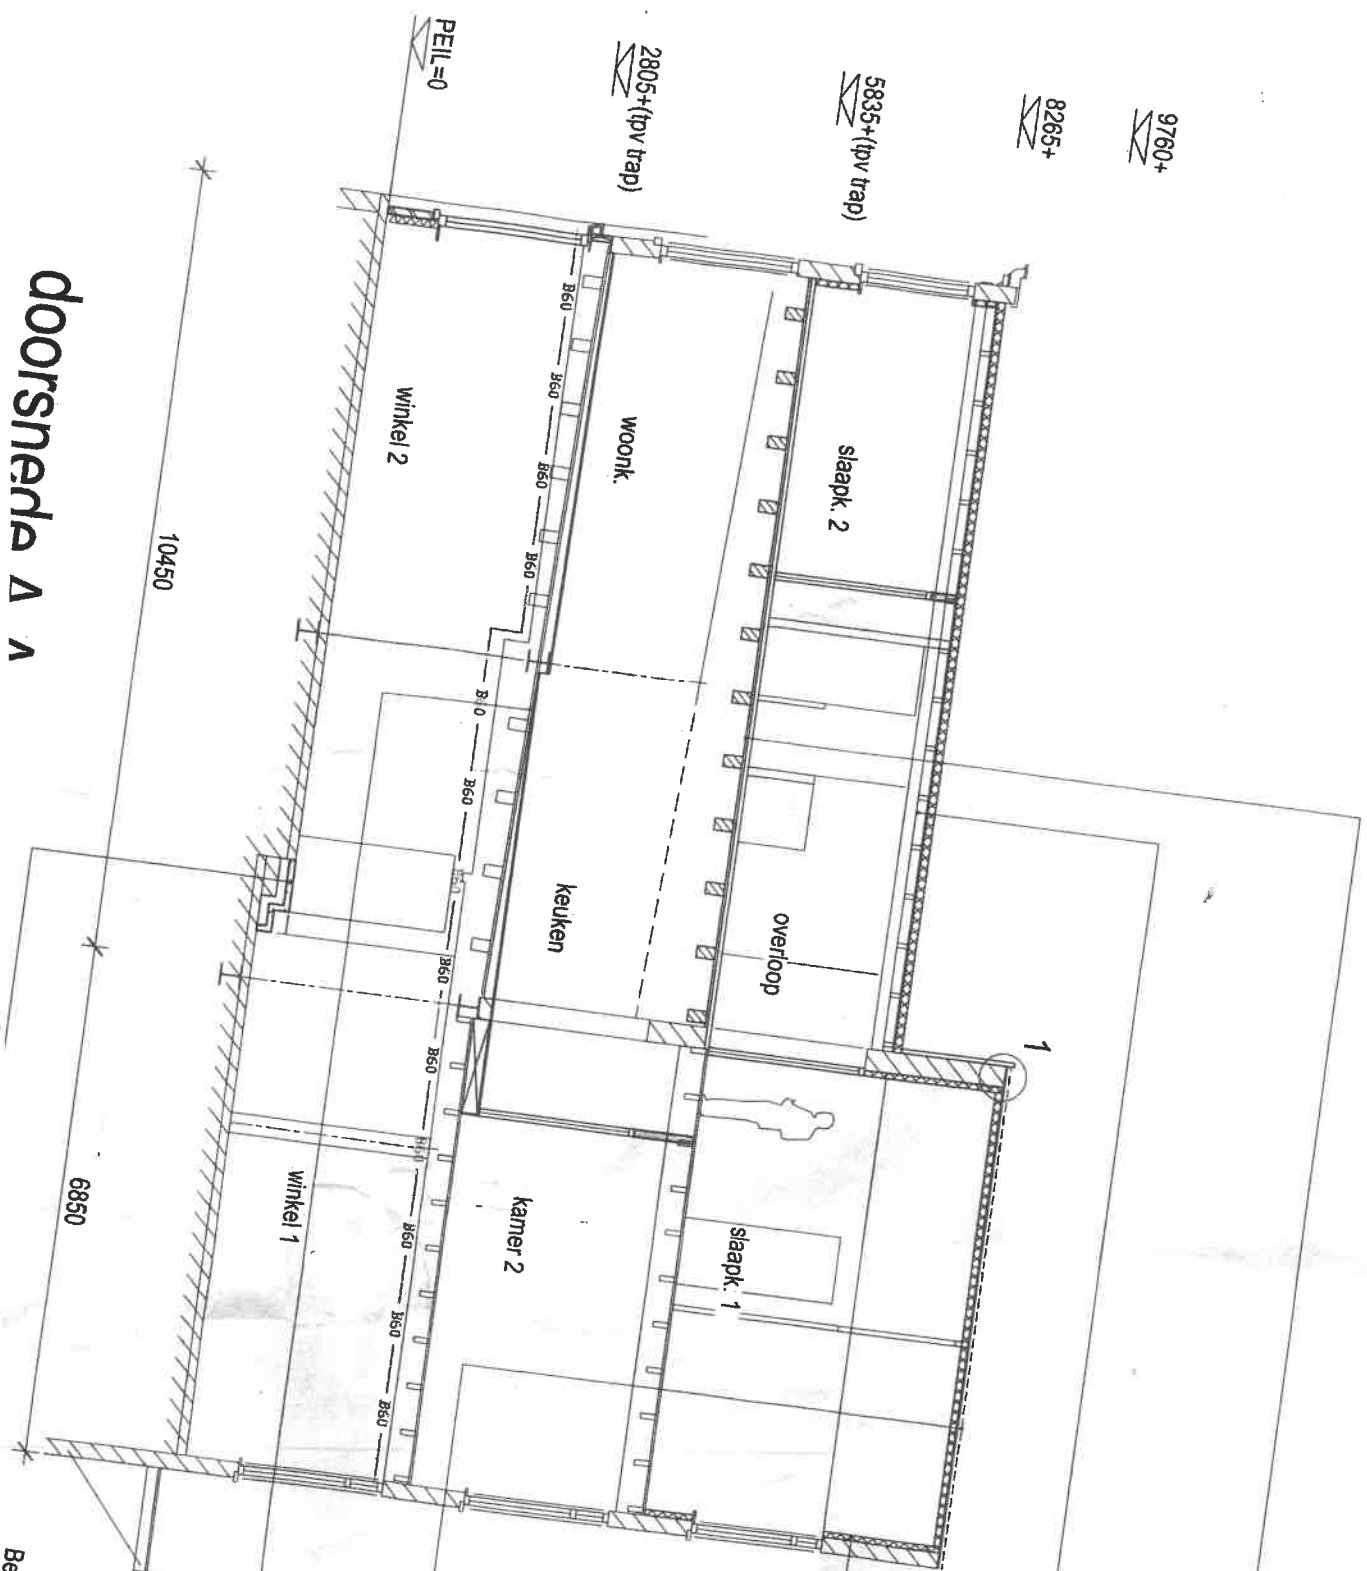 9760+
8265+
5835+(tpv trap)
2805+(tpv trap)
PEIL=0
1
slaapk. 2
overloop
slaapk. 1
woonk.
keuken
kamer 2
B60
B60
B60
B60
B60
B60
B60
B60
B60
B60
B60
B60
winkel 2
winkel 1
10450
6850
doorsnede
Be